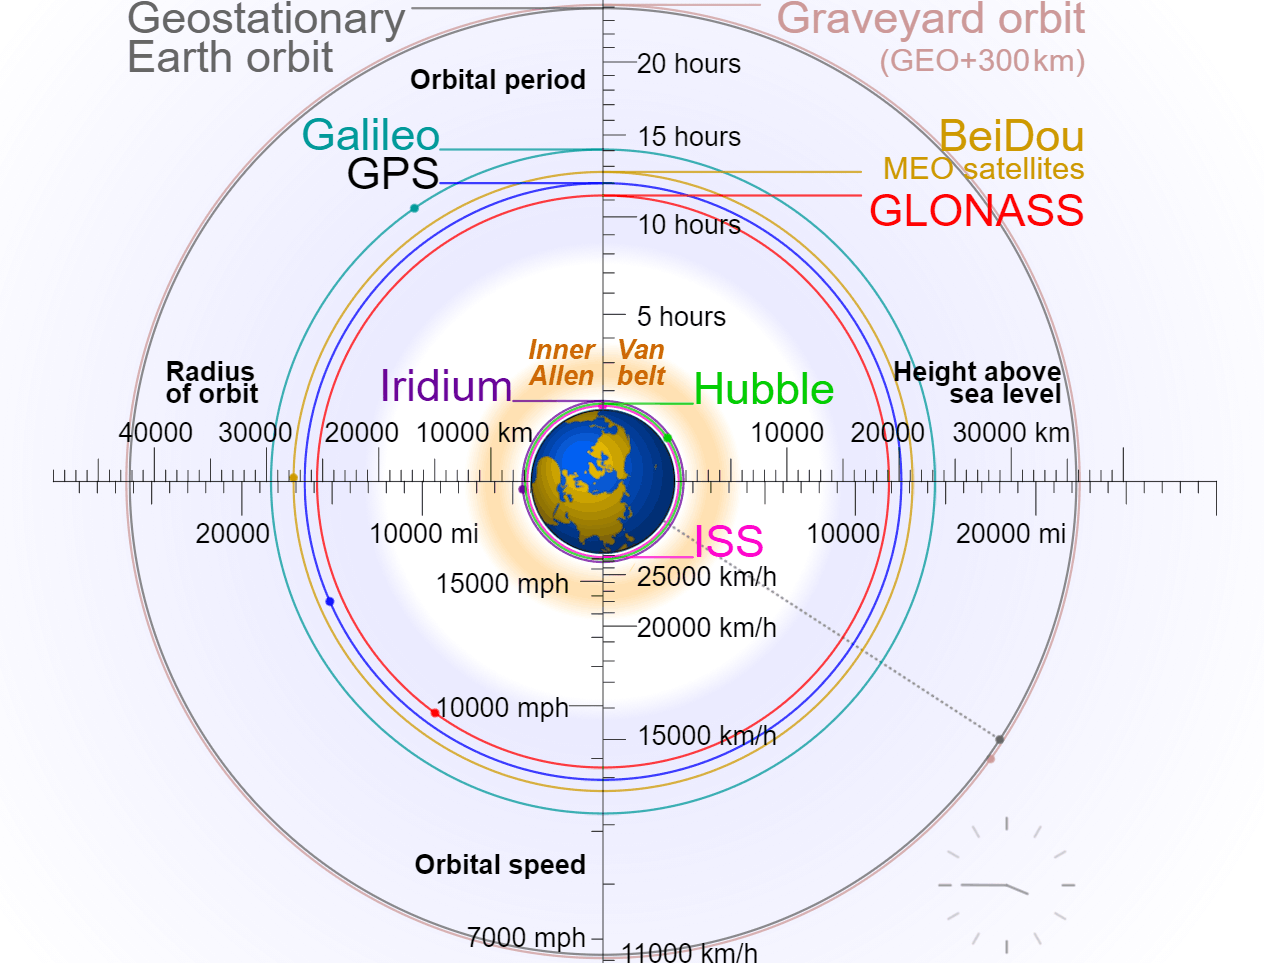 Geostationary
Earth orbit
Graveyard orbit
(GEO+300 km)
20 hours
Orbital period
Galileo
15 hours
BeiDou
MEO satellites
GPS
GLONASS
10 hours
5 hours
Inner Van
Allen belt
Radius
of orbit
Height above
sea level
Iridium
Hubble
40000 30000 20000 10000 km
10000 20000 30000 km
20000 10000 mi
10000 20000 mi
ISS
15000 mph
25000 km/h
20000 km/h
10000 mph
15000 km/h
Orbital speed
7000 mph
11000 km/h